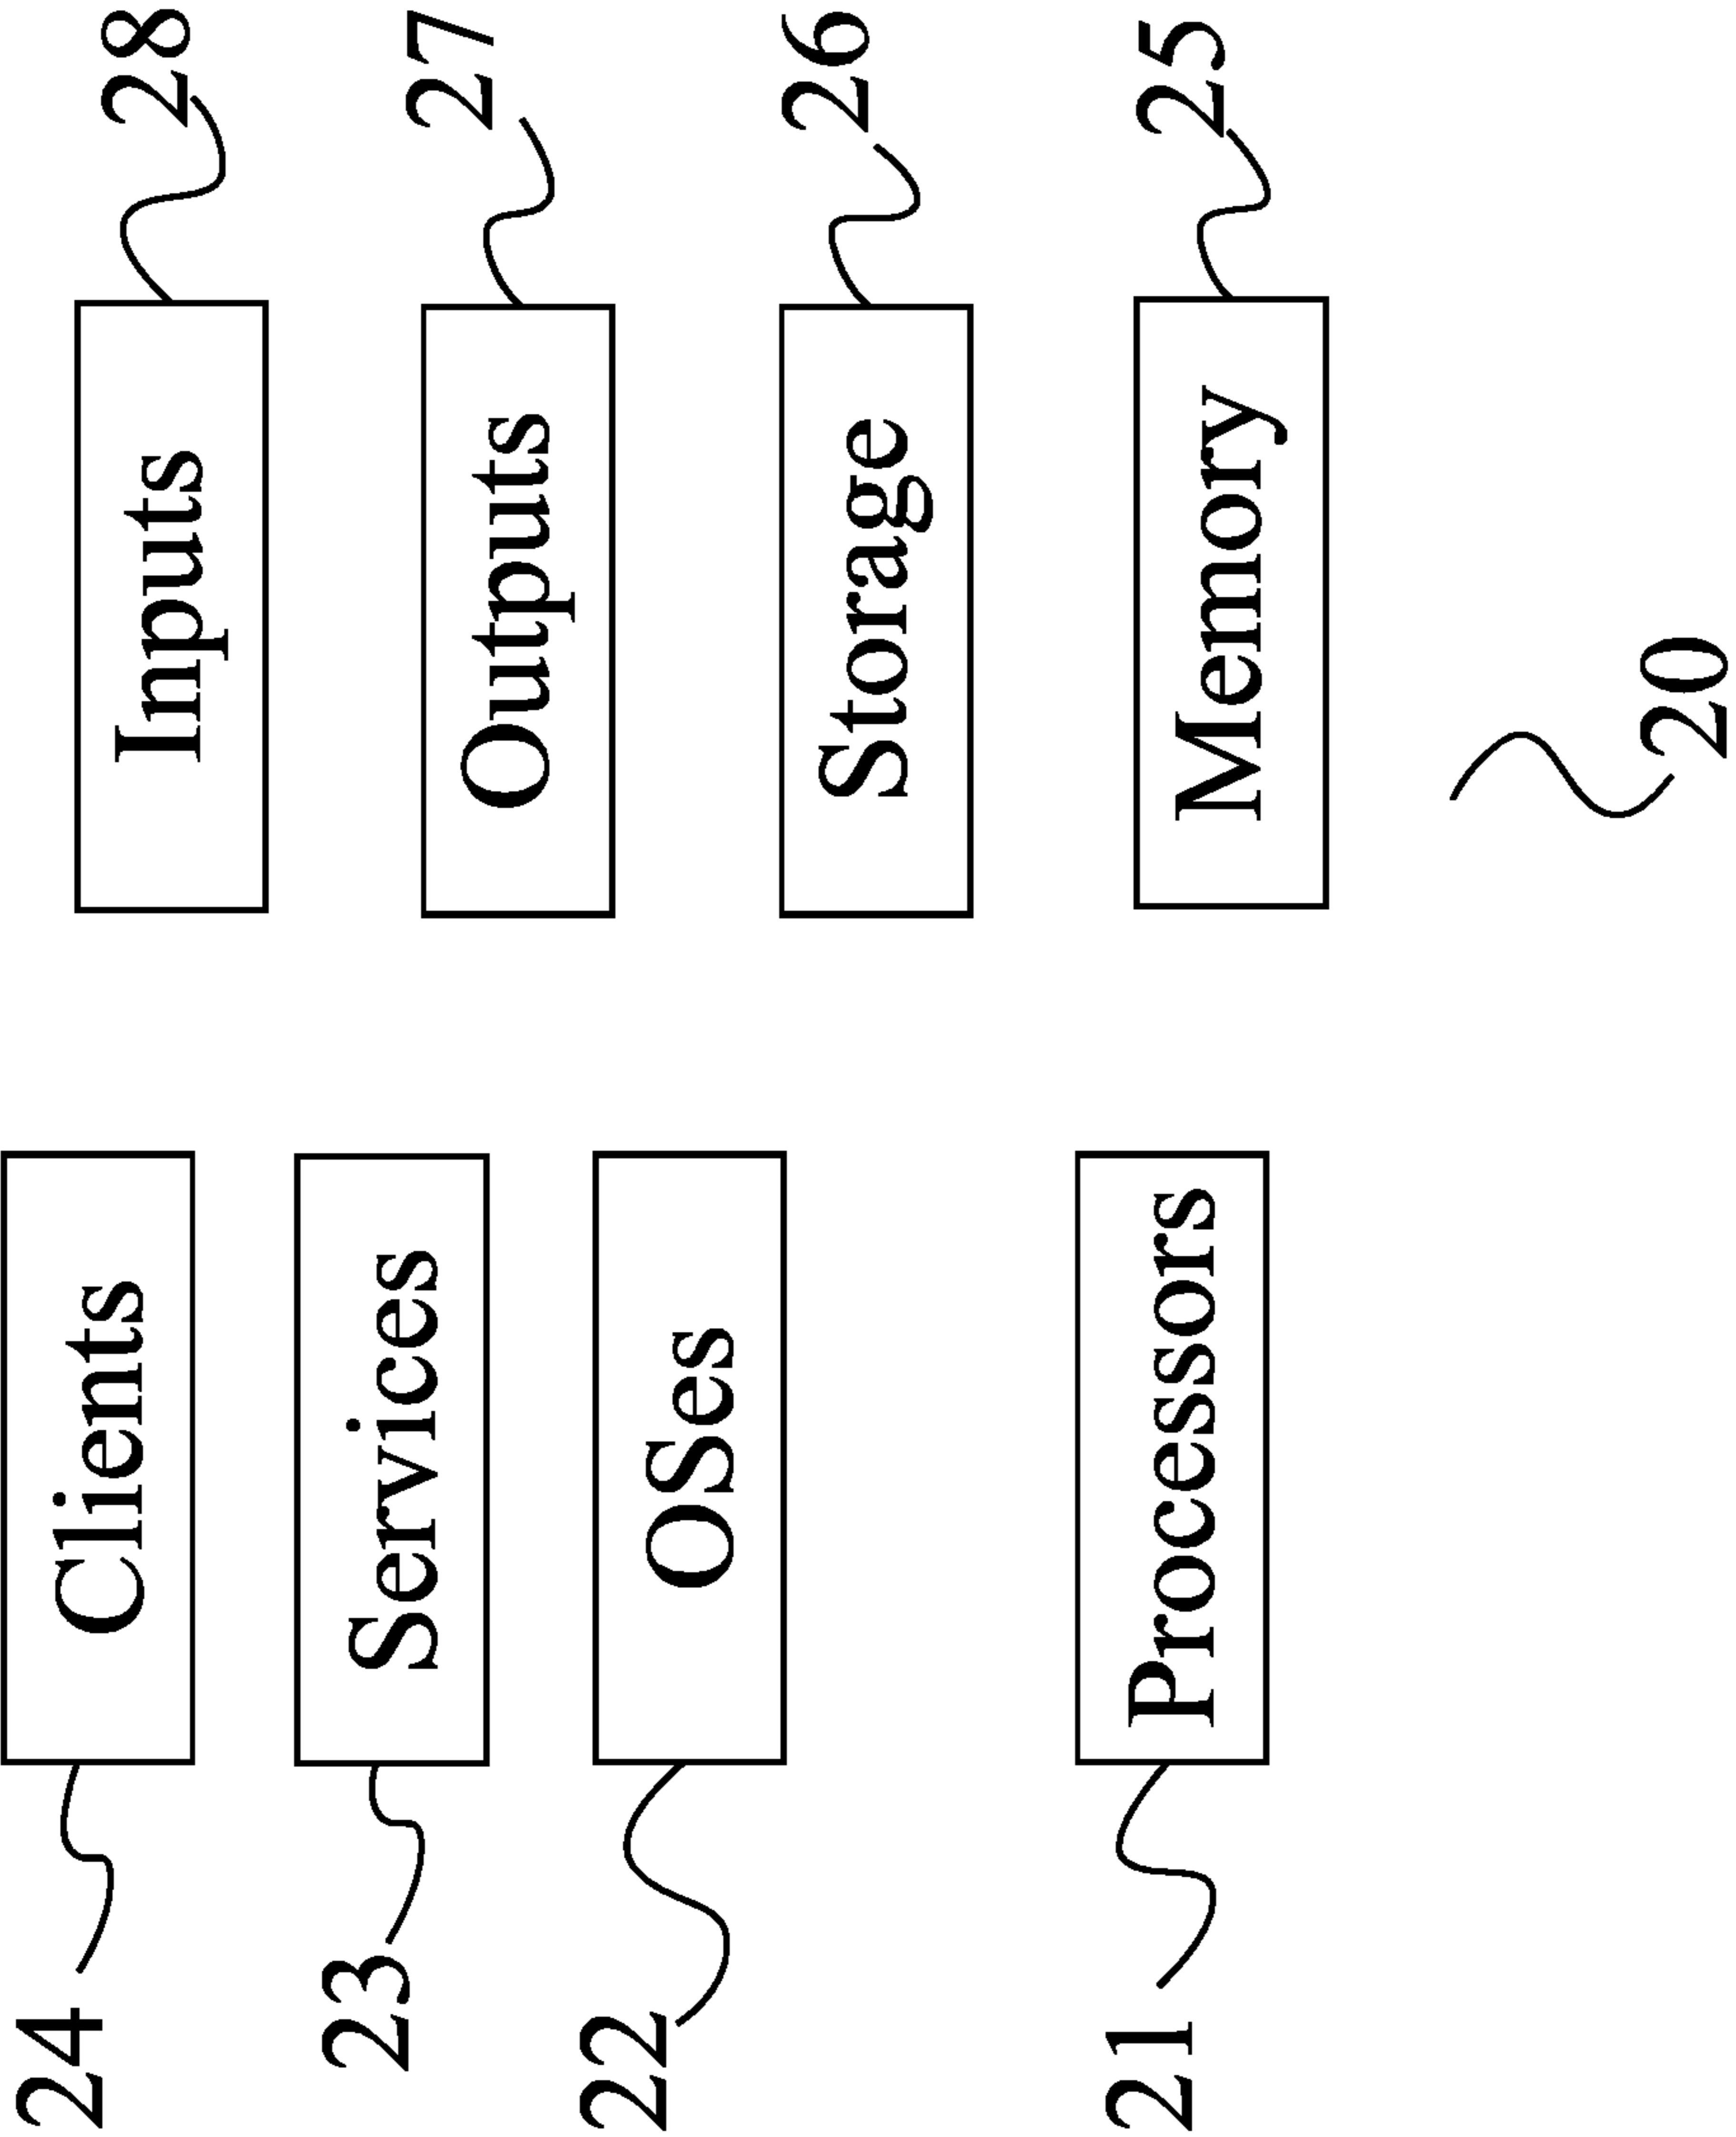 24 Clients Inputs 28
23 Services Outputs 27
22 OSes Storage 26
21 Processors Memory 25
20